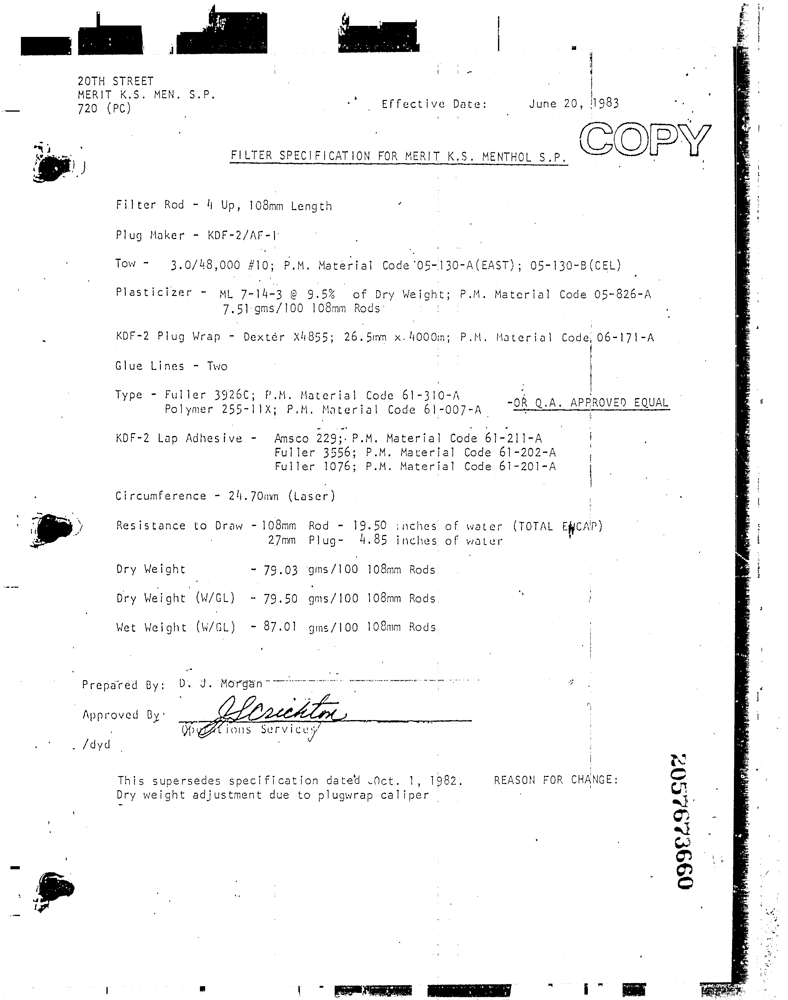 20TH STREET
MERIT K.S. MEN. S.P.
720 (PC)
Effective Date: June 20, 1983
COPY
FILTER SPECIFICATION FOR MERIT K.S. MENTHOL S.P.
Filter Rod - 4 Up, 108mm Length
Plug Maker - KDF-2/AF-1
Tow - 3.0/48,000 #10; P.M. Material Code 05-130-A(EAST); 05-130-B(CEL)
Plasticizer - ML 7-14-3 @ 9.5% of Dry Weight; P.M. Material Code 05-826-A
7.51 gms/100 108mm Rods
KDF-2 Plug Wrap - Dexter X4855; 26.5mm x 4000m; P.M. Material Code 06-171-A
Glue Lines - Two
Type - Fuller 3926C; P.M. Material Code 61-310-A
Polymer 255-11X; P.M. Material Code 61-007-A -OR Q.A. APPROVED EQUAL
KDF-2 Lap Adhesive - Amsco 229; P.M. Material Code 61-211-A
Fuller 3556; P.M. Material Code 61-202-A
Fuller 1076; P.M. Material Code 61-201-A
Circumference - 24.70mm (Laser)
Resistance to Draw - 108mm Rod - 19.50 inches of water (TOTAL ENCAP)
27mm Plug- 4.85 inches of water
Dry Weight - 79.03 gms/100 108mm Rods
Dry Weight (W/GL) - 79.50 gms/100 108mm Rods
Wet Weight (W/GL) - 87.01 gms/100 108mm Rods
Prepared By: D. J. Morgan
Approved By: JS Crichton
Operations Services
/dyd
This supersedes specification dated Oct. 1, 1982. REASON FOR CHANGE:
Dry weight adjustment due to plugwrap caliper
2057673660